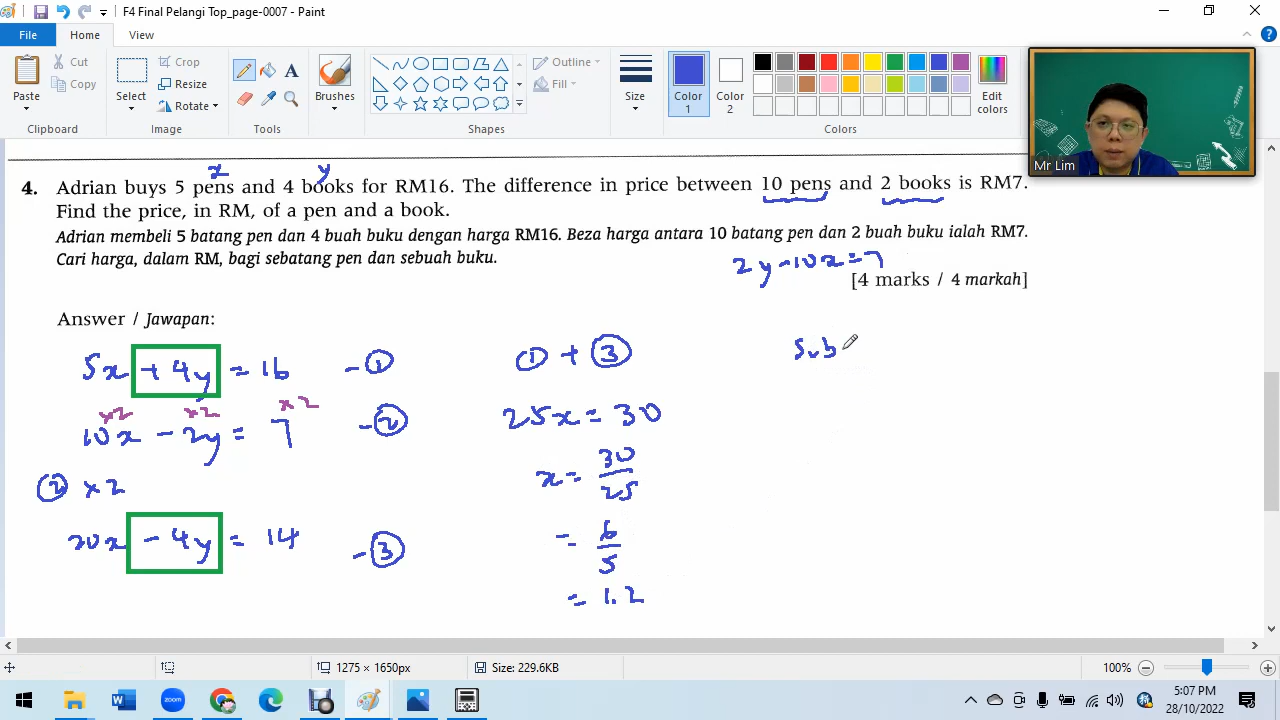 F4 Final Pelangi Top_page-0007 - Paint
File
Home
View
Paste
Cut
Copy
Clipboard
Select
Crop
Resize
Rotate
Image
Tools
Brushes
Shapes
Outline
Fill
Size
Color 1
Color 2
Edit colors
Colors
Mr Lim
x y
4. Adrian buys 5 pens and 4 books for RM16. The difference in price between 10 pens and 2 books is RM7.
Find the price, in RM, of a pen and a book.
Adrian membeli 5 batang pen dan 4 buah buku dengan harga RM16. Beza harga antara 10 batang pen dan 2 buah buku ialah RM7.
Cari harga, dalam RM, bagi sebatang pen dan sebuah buku.
2y - 10x = 7
[4 marks / 4 markah]
Answer / Jawapan:
5x + 4y = 16 - ①
×2 ×2 ×2
10x - 2y = 7 - ②
② ×2
20x - 4y = 14 - ③
① + ③
25x = 30
x = 30/25
= 6/5
= 1.2
Sub
1275 × 1650px
Size: 229.6KB
100%
5:07 PM
28/10/2022